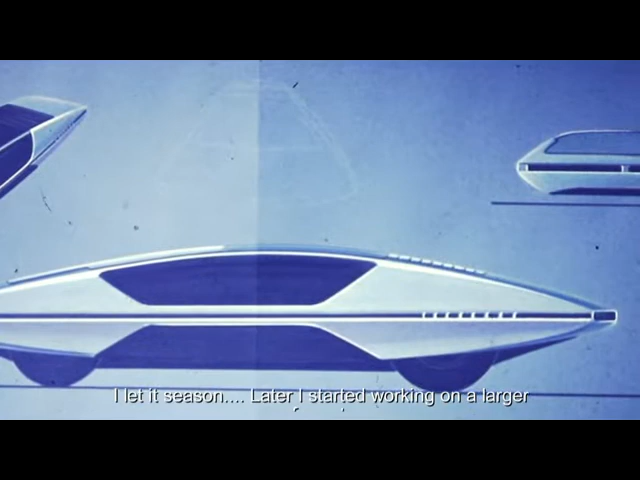 I let it season.... Later I started working on a larger